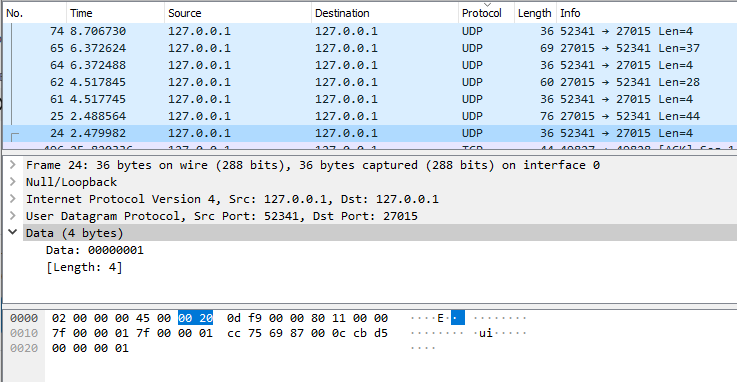 No. Time Source Destination Protocol Length Info
74 8.706730 127.0.0.1 127.0.0.1 UDP 36 52341 → 27015 Len=4
65 6.372624 127.0.0.1 127.0.0.1 UDP 69 27015 → 52341 Len=37
64 6.372488 127.0.0.1 127.0.0.1 UDP 36 52341 → 27015 Len=4
62 4.517845 127.0.0.1 127.0.0.1 UDP 60 27015 → 52341 Len=28
61 4.517745 127.0.0.1 127.0.0.1 UDP 36 52341 → 27015 Len=4
25 2.488564 127.0.0.1 127.0.0.1 UDP 76 27015 → 52341 Len=44
24 2.479982 127.0.0.1 127.0.0.1 UDP 36 52341 → 27015 Len=4
Frame 24: 36 bytes on wire (288 bits), 36 bytes captured (288 bits) on interface 0
Null/Loopback
Internet Protocol Version 4, Src: 127.0.0.1, Dst: 127.0.0.1
User Datagram Protocol, Src Port: 52341, Dst Port: 27015
Data (4 bytes)
Data: 00000001
[Length: 4]
0000 02 00 00 00 45 00 00 20 0d f9 00 00 80 11 00 00 ····E·· ········
0010 7f 00 00 01 7f 00 00 01 cc 75 69 87 00 0c cb d5 ········ ·ui·····
0020 00 00 00 01 ····